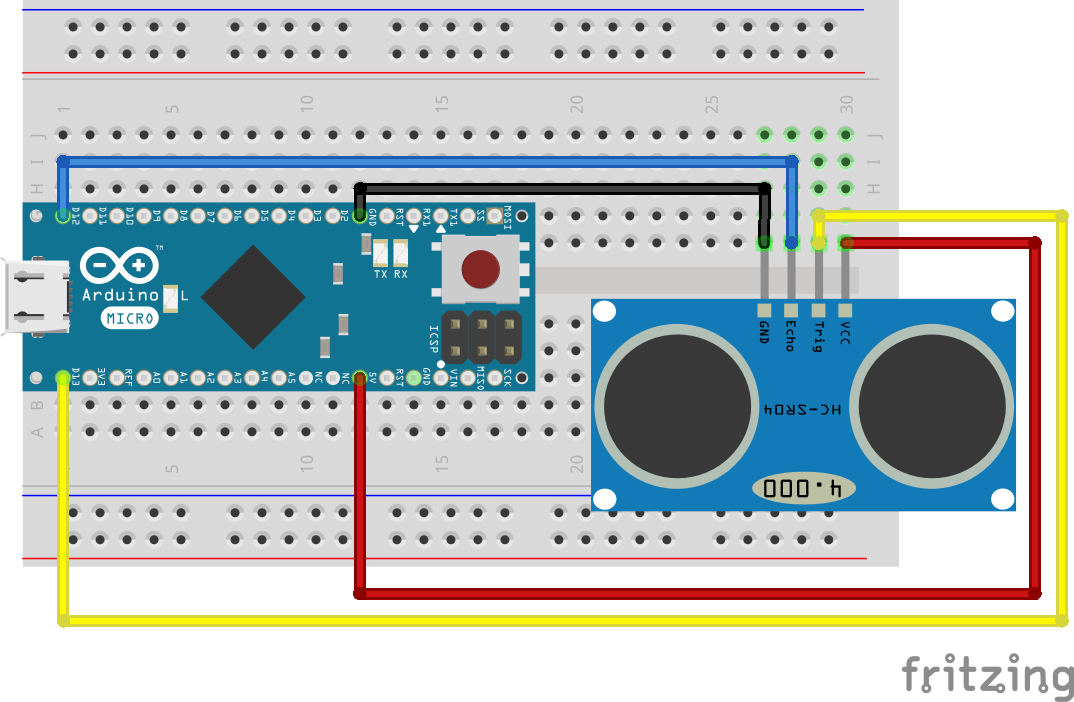 1 5 10 15 20 25 30
J J
I I
H H
D12 D11 D10 D9 D8 D7 D6 D5 D4 D3 D2 GND RST RX1 TX1 SS MOSI
TM
TX RX
Arduino L
MICRO
ICSP
D13 3V3 REF A0 A1 A2 A3 A4 A5 NC NC 5V RST GND VIN MISO SCK
B
A
5 10 15 20
GND Echo Trig VCC
HC-SR04
4.000
fritzing